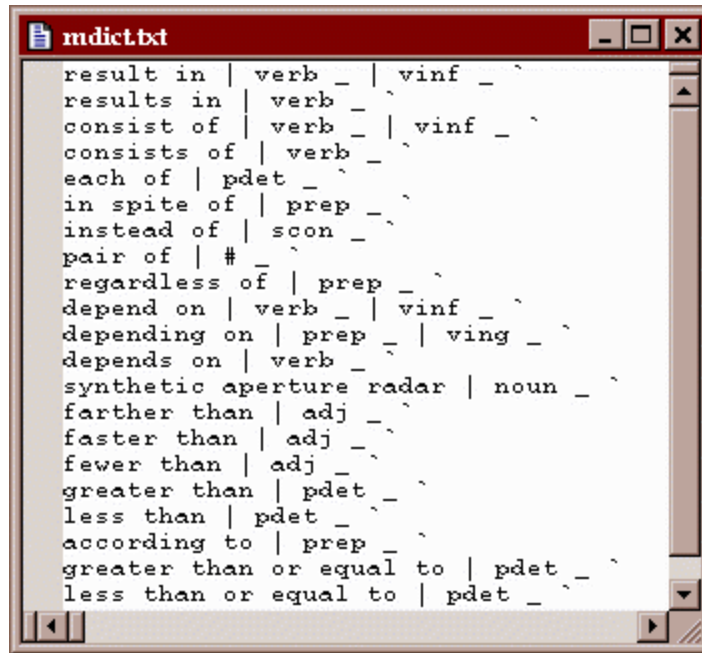 mdict.txt
result in | verb _ | vinf _ `
results in | verb _ `
consist of | verb _ | vinf _ `
consists of | verb _ `
each of | pdet _ `
in spite of | prep _ `
instead of | scon _ `
pair of | # _ `
regardless of | prep _ `
depend on | verb _ | vinf _ `
depending on | prep _ | ving _ `
depends on | verb _ `
synthetic aperture radar | noun _ `
farther than | adj _ `
faster than | adj _ `
fewer than | adj _ `
greater than | pdet _ `
less than | pdet _ `
according to | prep _ `
greater than or equal to | pdet _ `
less than or equal to | pdet _ `